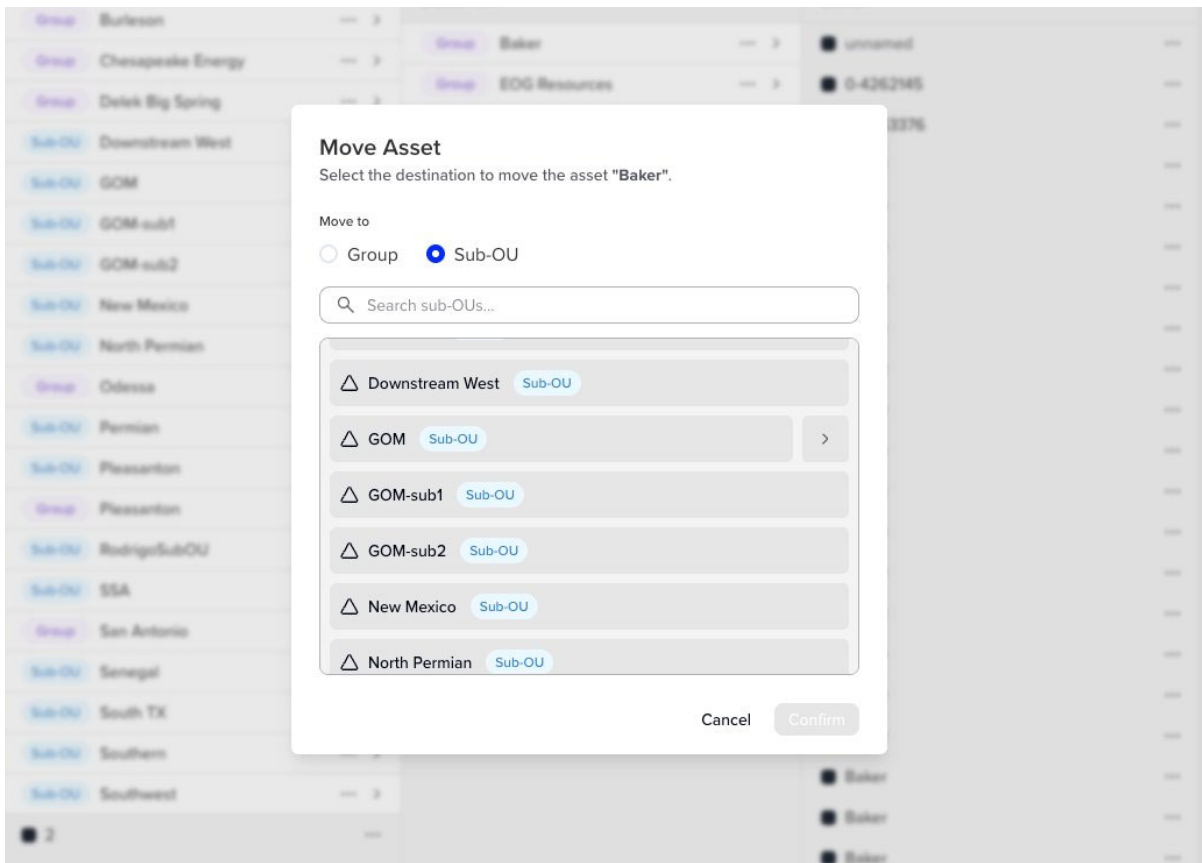 Group Burleson
Group Chesapeake Energy
Group Delek Big Spring
Sub-OU Downstream West
Sub-OU GOM
Sub-OU GOM-sub1
Sub-OU GOM-sub2
Sub-OU New Mexico
Sub-OU North Permian
Group Odessa
Sub-OU Permian
Sub-OU Pleasanton
Group Pleasanton
Sub-OU RodrigoSubOU
Sub-OU SSA
Group San Antonio
Sub-OU Senegal
Sub-OU South TX
Sub-OU Southern
Sub-OU Southwest
2
Group Baker
Group EOG Resources
unnamed
0-4262145
3376
Move Asset
Select the destination to move the asset "Baker".
Move to
Group Sub-OU
Search sub-OUs...
Downstream West Sub-OU
GOM Sub-OU
GOM-sub1 Sub-OU
GOM-sub2 Sub-OU
New Mexico Sub-OU
North Permian Sub-OU
Cancel Confirm
Baker
Baker
Baker